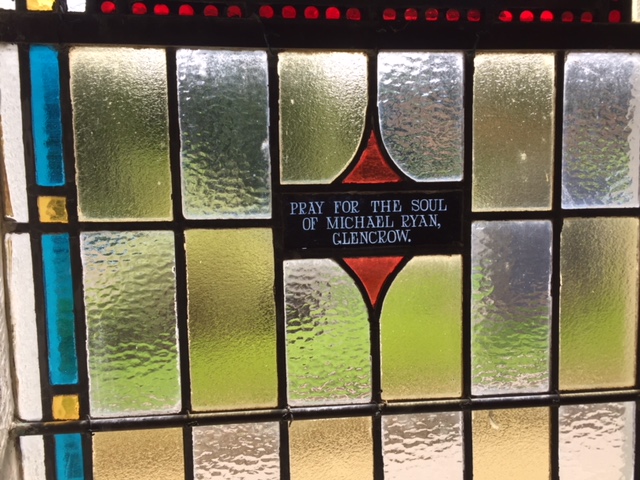 PRAY FOR THE SOUL
OF MICHAEL RYAN,
GLENCROW.